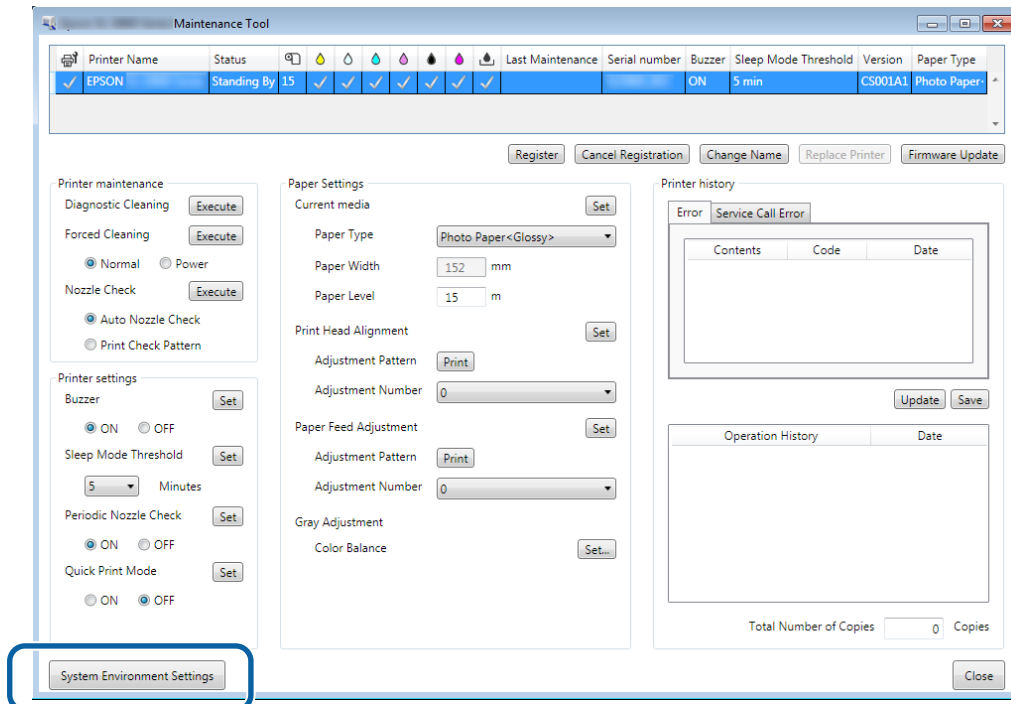 Maintenance Tool
Printer Name Status Last Maintenance Serial number Buzzer Sleep Mode Threshold Version Paper Type
EPSON Standing By 15 ON 5 min CS001A1 Photo Paper
Register Cancel Registration Change Name Replace Printer Firmware Update
Printer maintenance
Diagnostic Cleaning Execute
Forced Cleaning Execute
Normal Power
Nozzle Check Execute
Auto Nozzle Check
Print Check Pattern
Printer settings
Buzzer Set
ON OFF
Sleep Mode Threshold Set
5 Minutes
Periodic Nozzle Check Set
ON OFF
Quick Print Mode Set
ON OFF
Paper Settings
Current media Set
Paper Type Photo Paper<Glossy>
Paper Width 152 mm
Paper Level 15 m
Print Head Alignment Set
Adjustment Pattern Print
Adjustment Number 0
Paper Feed Adjustment Set
Adjustment Pattern Print
Adjustment Number 0
Gray Adjustment
Color Balance Set...
Printer history
Error Service Call Error
Contents Code Date
Update Save
Operation History Date
Total Number of Copies 0 Copies
System Environment Settings
Close